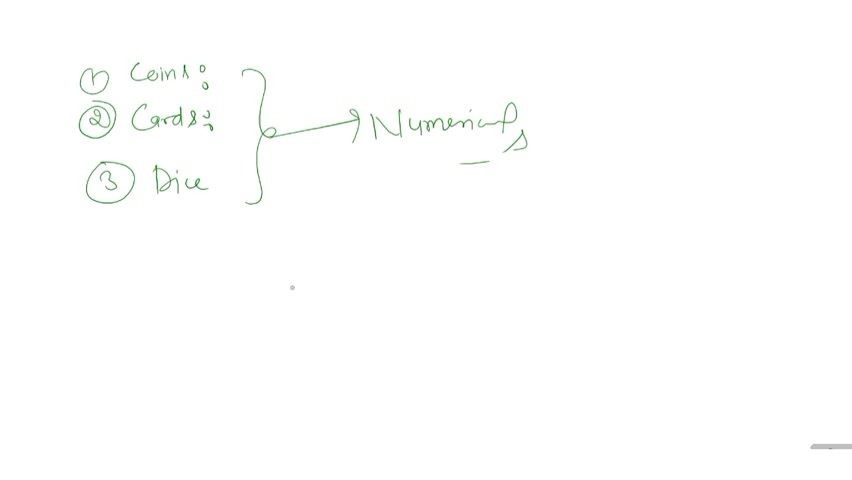 ① Coins:
② Cards:
③ Dice
Numericals